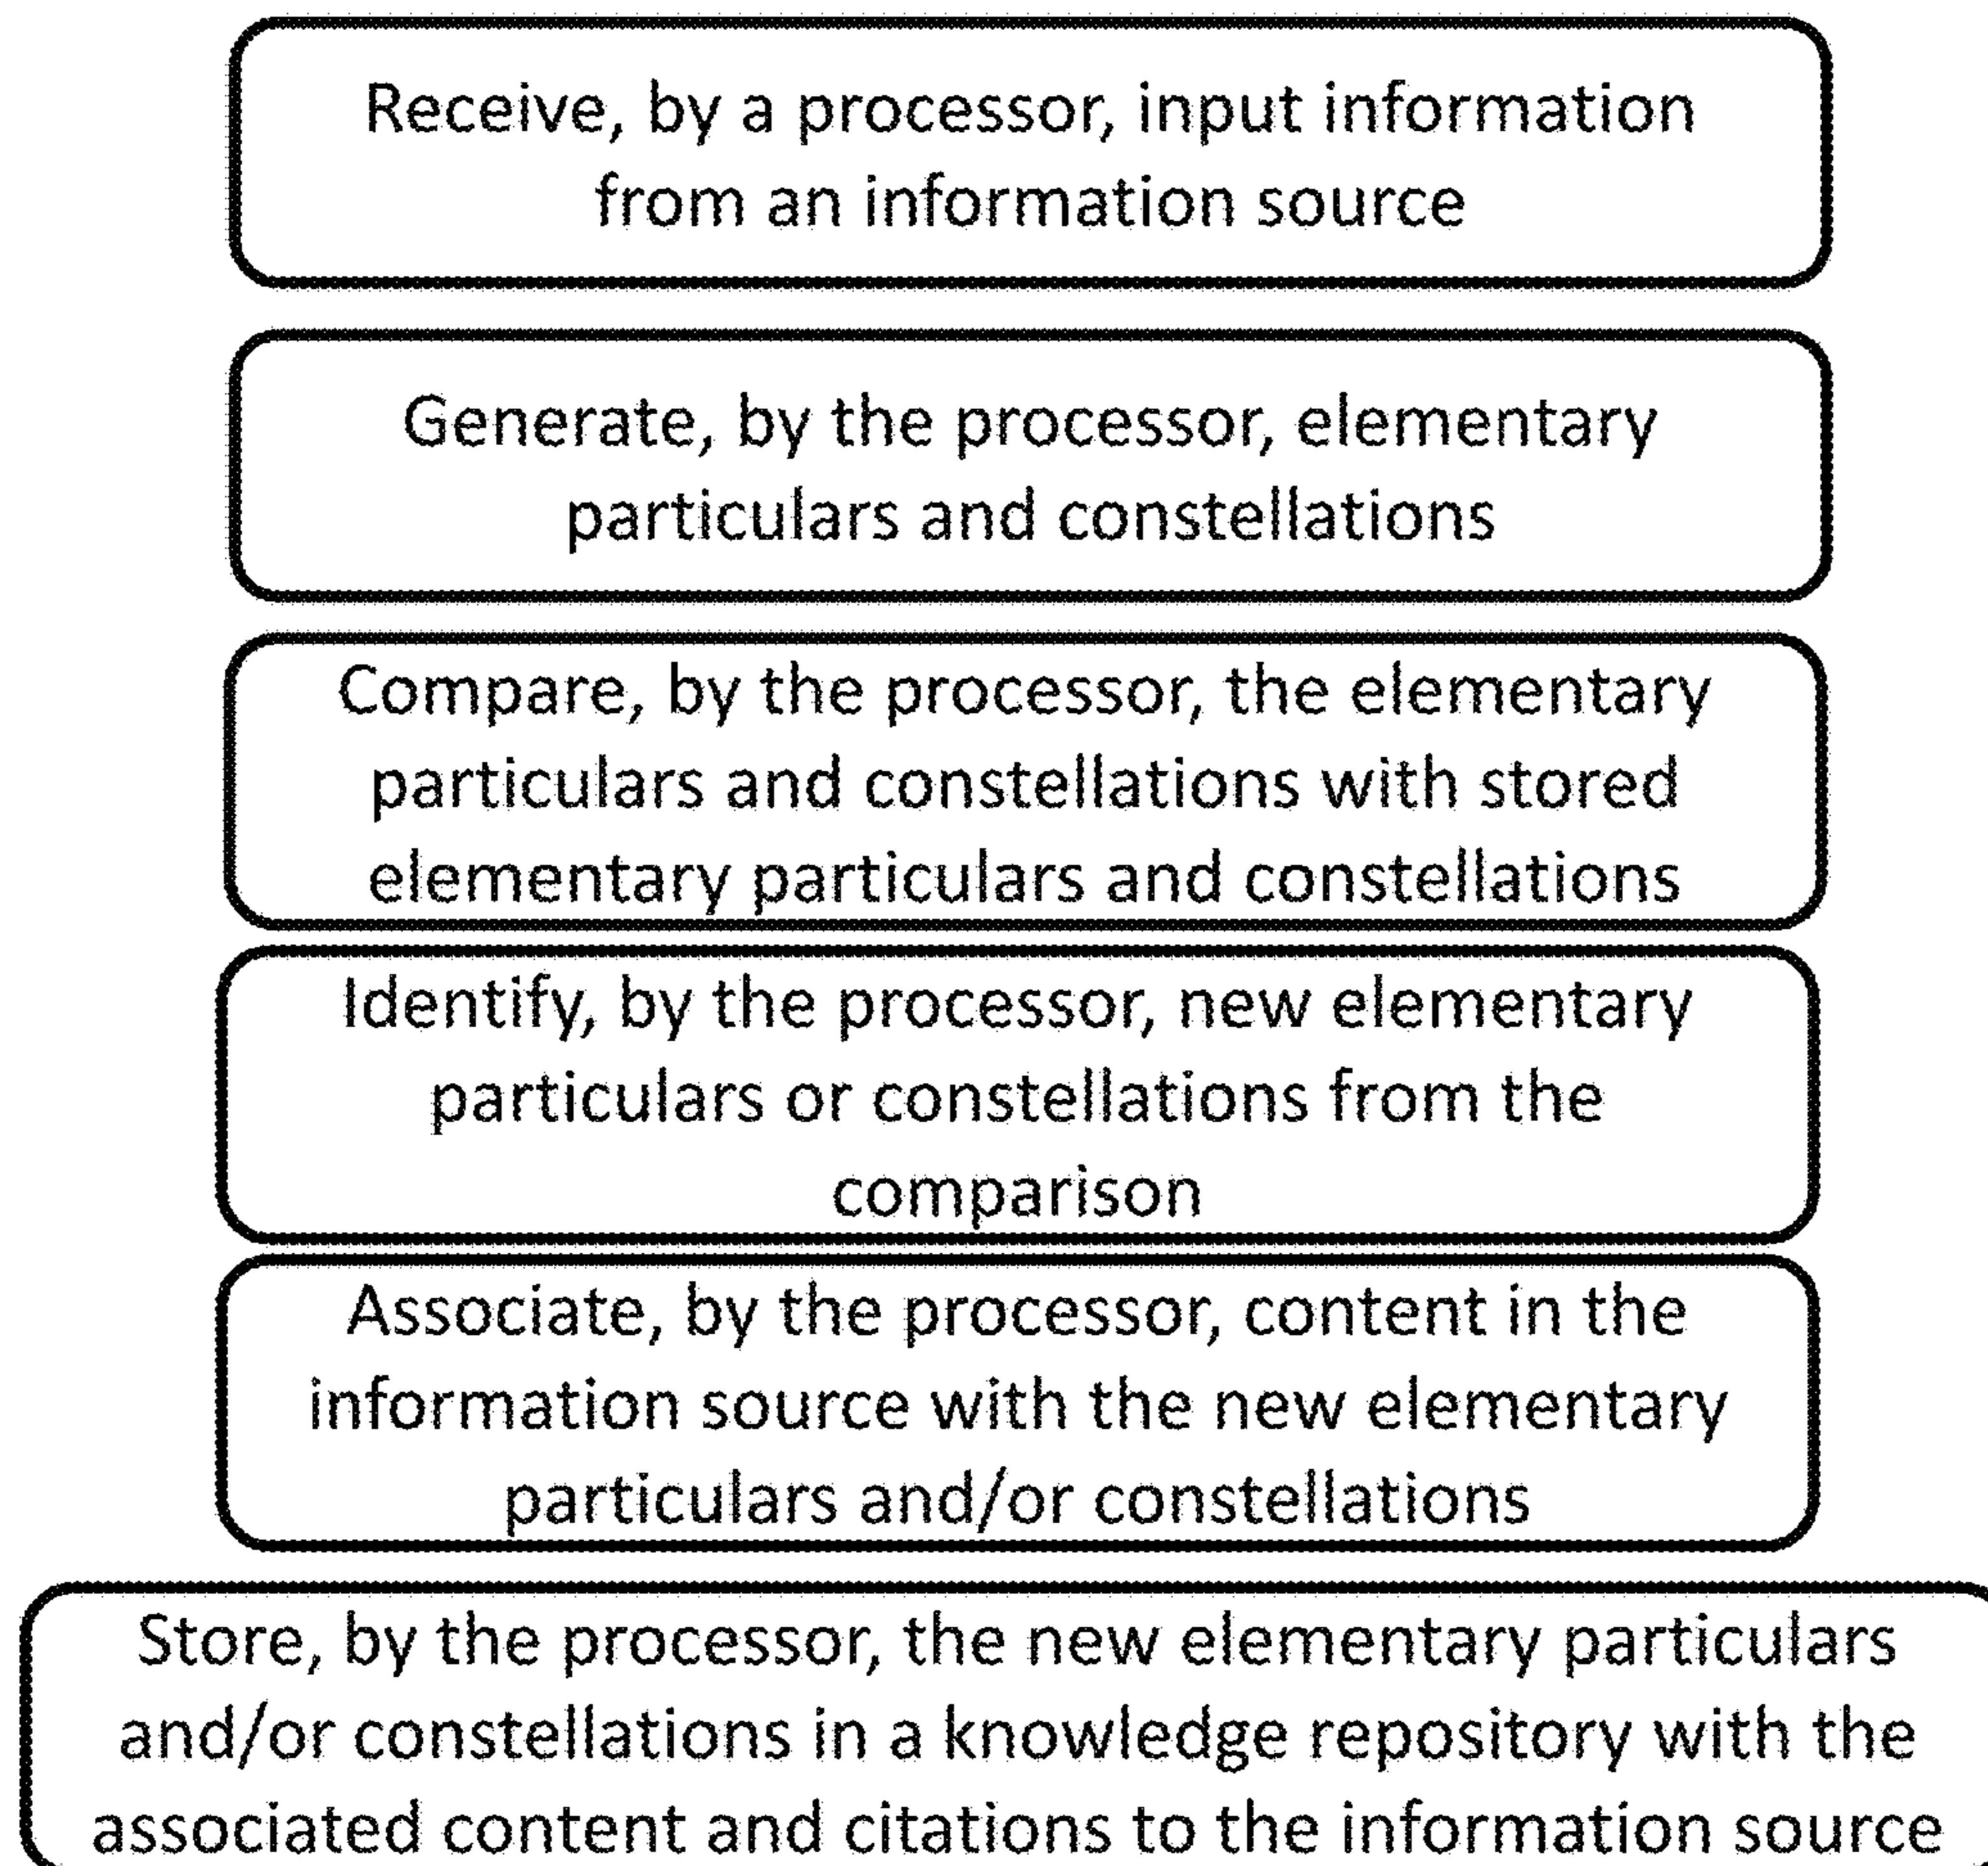 Receive, by a processor, input information
from an information source
Generate, by the processor, elementary
particulars and constellations
Compare, by the processor, the elementary
particulars and constellations with stored
elementary particulars and constellations
Identify, by the processor, new elementary
particulars or constellations from the
comparison
Associate, by the processor, content in the
information source with the new elementary
particulars and/or constellations
Store, by the processor, the new elementary particulars
and/or constellations in a knowledge repository with the
associated content and citations to the information source